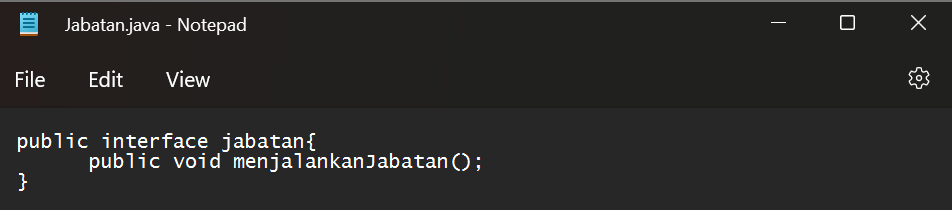 Jabatan.java - Notepad
File Edit View
public interface jabatan{
public void menjalankanJabatan();
}